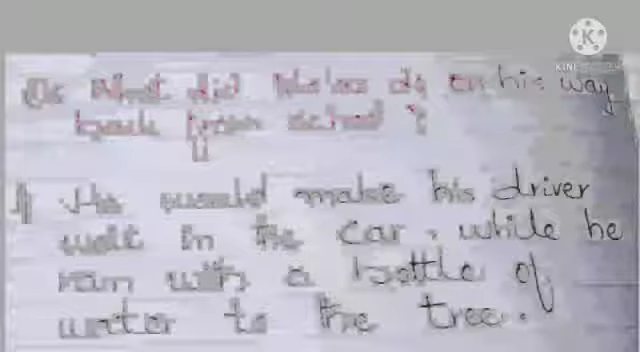 What did do on his way
back from school ?
He would make his driver
wait in the car, while he
ran with a bottle of
water to the tree.